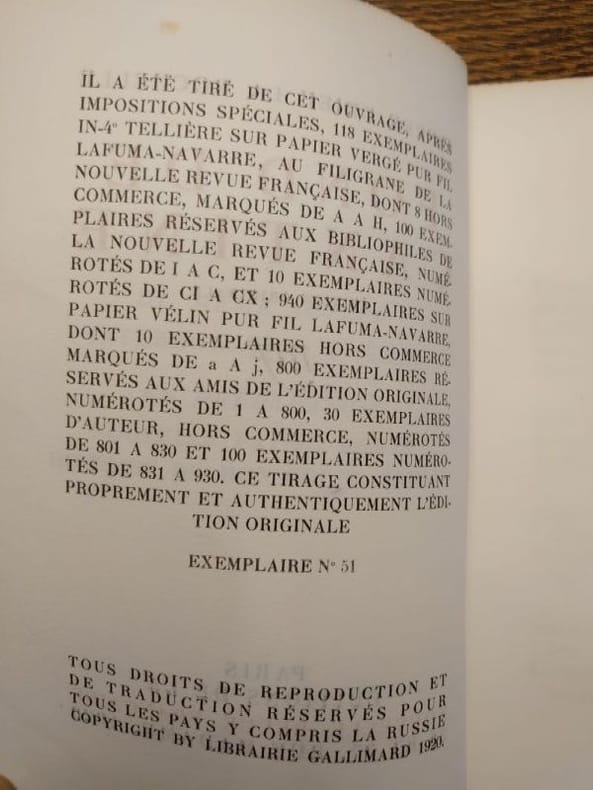 IL A ÉTÉ TIRÉ DE CET OUVRAGE, APRÈS
IMPOSITIONS SPÉCIALES, 118 EXEMPLAIRES
IN-4º TELLIÈRE SUR PAPIER VERGÉ PUR FIL
LAFUMA-NAVARRE, AU FILIGRANE DE LA
NOUVELLE REVUE FRANÇAISE, DONT 8 HORS
COMMERCE, MARQUÉS DE A A H, 100 EXEM-
PLAIRES RÉSERVÉS AUX BIBLIOPHILES DE
LA NOUVELLE REVUE FRANÇAISE, NUMÉ-
ROTÉS DE I A C, ET 10 EXEMPLAIRES NUMÉ-
ROTÉS DE CI A CX ; 940 EXEMPLAIRES SUR
PAPIER VÉLIN PUR FIL LAFUMA-NAVARRE,
DONT 10 EXEMPLAIRES HORS COMMERCE
MARQUÉS DE a A j, 800 EXEMPLAIRES RÉ-
SERVÉS AUX AMIS DE L'ÉDITION ORIGINALE,
NUMÉROTÉS DE 1 A 800, 30 EXEMPLAIRES
D'AUTEUR, HORS COMMERCE, NUMÉROTÉS
DE 801 A 830 ET 100 EXEMPLAIRES NUMÉRO-
TÉS DE 831 A 930. CE TIRAGE CONSTITUANT
PROPREMENT ET AUTHENTIQUEMENT L'ÉDI-
TION ORIGINALE
EXEMPLAIRE Nº 51
TOUS DROITS DE REPRODUCTION ET
DE TRADUCTION RÉSERVÉS POUR
TOUS LES PAYS Y COMPRIS LA RUSSIE
COPYRIGHT BY LIBRAIRIE GALLIMARD 1920.